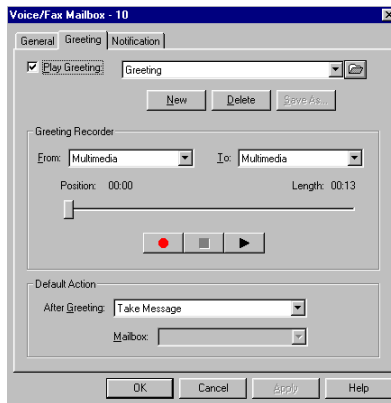 Voice/Fax Mailbox - 10
General Greeting Notification
Play Greeting: Greeting
New Delete Save As...
Greeting Recorder
From: Multimedia To: Multimedia
Position: 00:00 Length: 00:13
Default Action
After Greeting: Take Message
Mailbox:
OK Cancel Apply Help